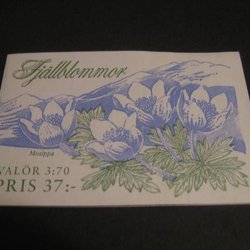 Fjällblommor
Mosippa
VALÖR 3:70
PRIS 37:-